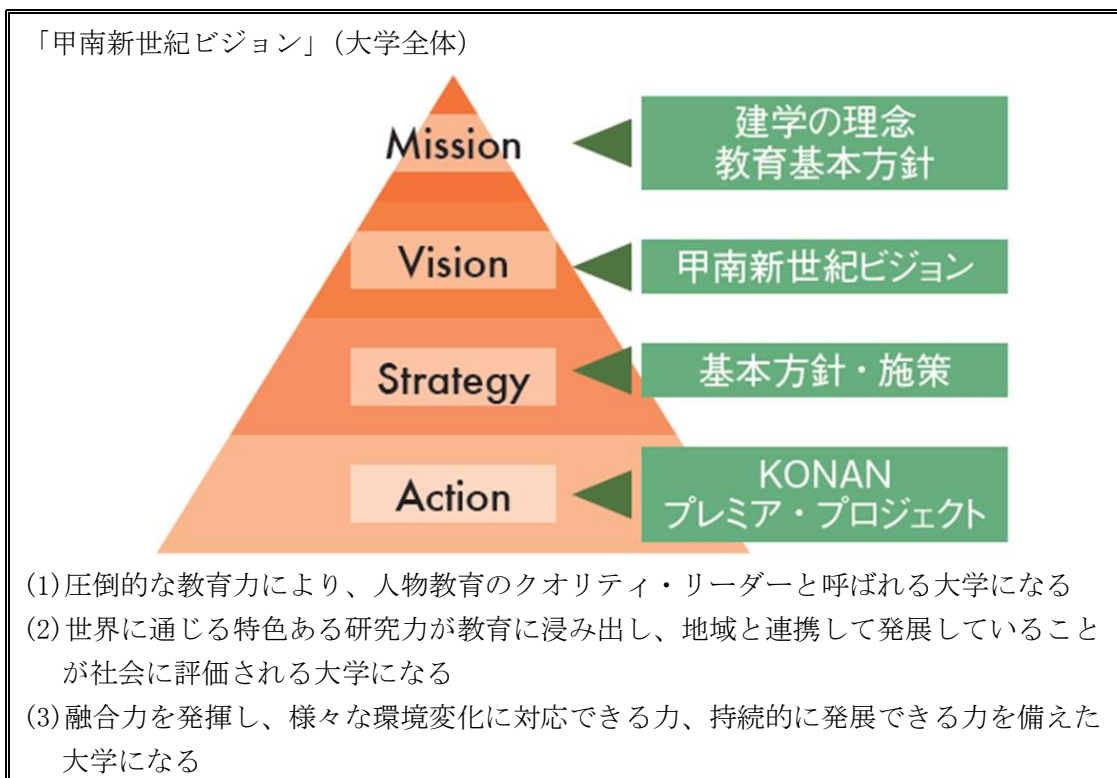 「甲南新世紀ビジョン」（大学全体）
Mission
建学の理念
教育基本方針
Vision
甲南新世紀ビジョン
Strategy
基本方針・施策
Action
KONAN
プレミア・プロジェクト
(1)圧倒的な教育力により、人物教育のクオリティ・リーダーと呼ばれる大学になる
(2)世界に通じる特色ある研究力が教育に浸み出し、地域と連携して発展していること
が社会に評価される大学になる
(3)融合力を発揮し、様々な環境変化に対応できる力、持続的に発展できる力を備えた
大学になる